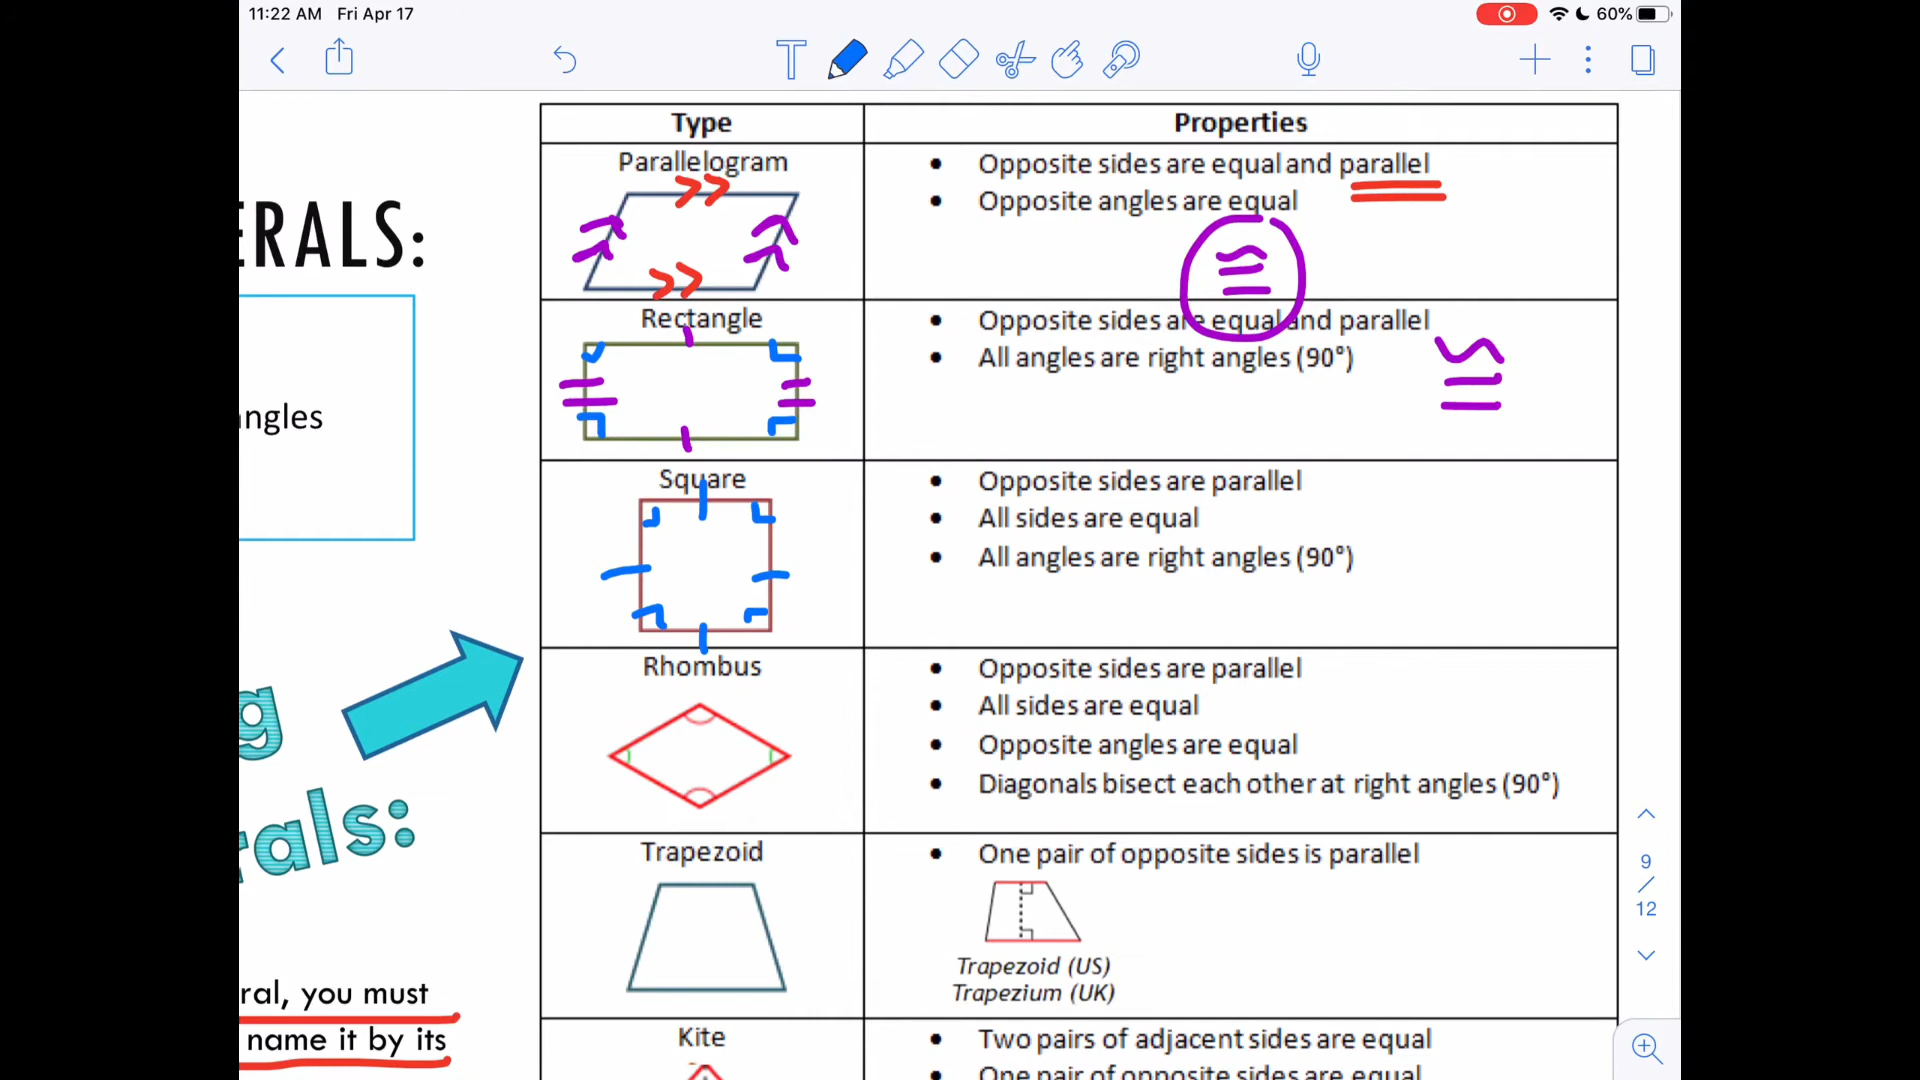 11:22 AM Fri Apr 17
60%
ERALS:
ngles
g
rals:
ral, you must
name it by its
Type
Properties
Parallelogram
• Opposite sides are equal and parallel
• Opposite angles are equal
≅
Rectangle
• Opposite sides are equal and parallel
• All angles are right angles (90°)
≅
Square
• Opposite sides are parallel
• All sides are equal
• All angles are right angles (90°)
Rhombus
• Opposite sides are parallel
• All sides are equal
• Opposite angles are equal
• Diagonals bisect each other at right angles (90°)
Trapezoid
• One pair of opposite sides is parallel
Trapezoid (US)
Trapezium (UK)
Kite
• Two pairs of adjacent sides are equal
• One pair of opposite sides are equal
9
/
12